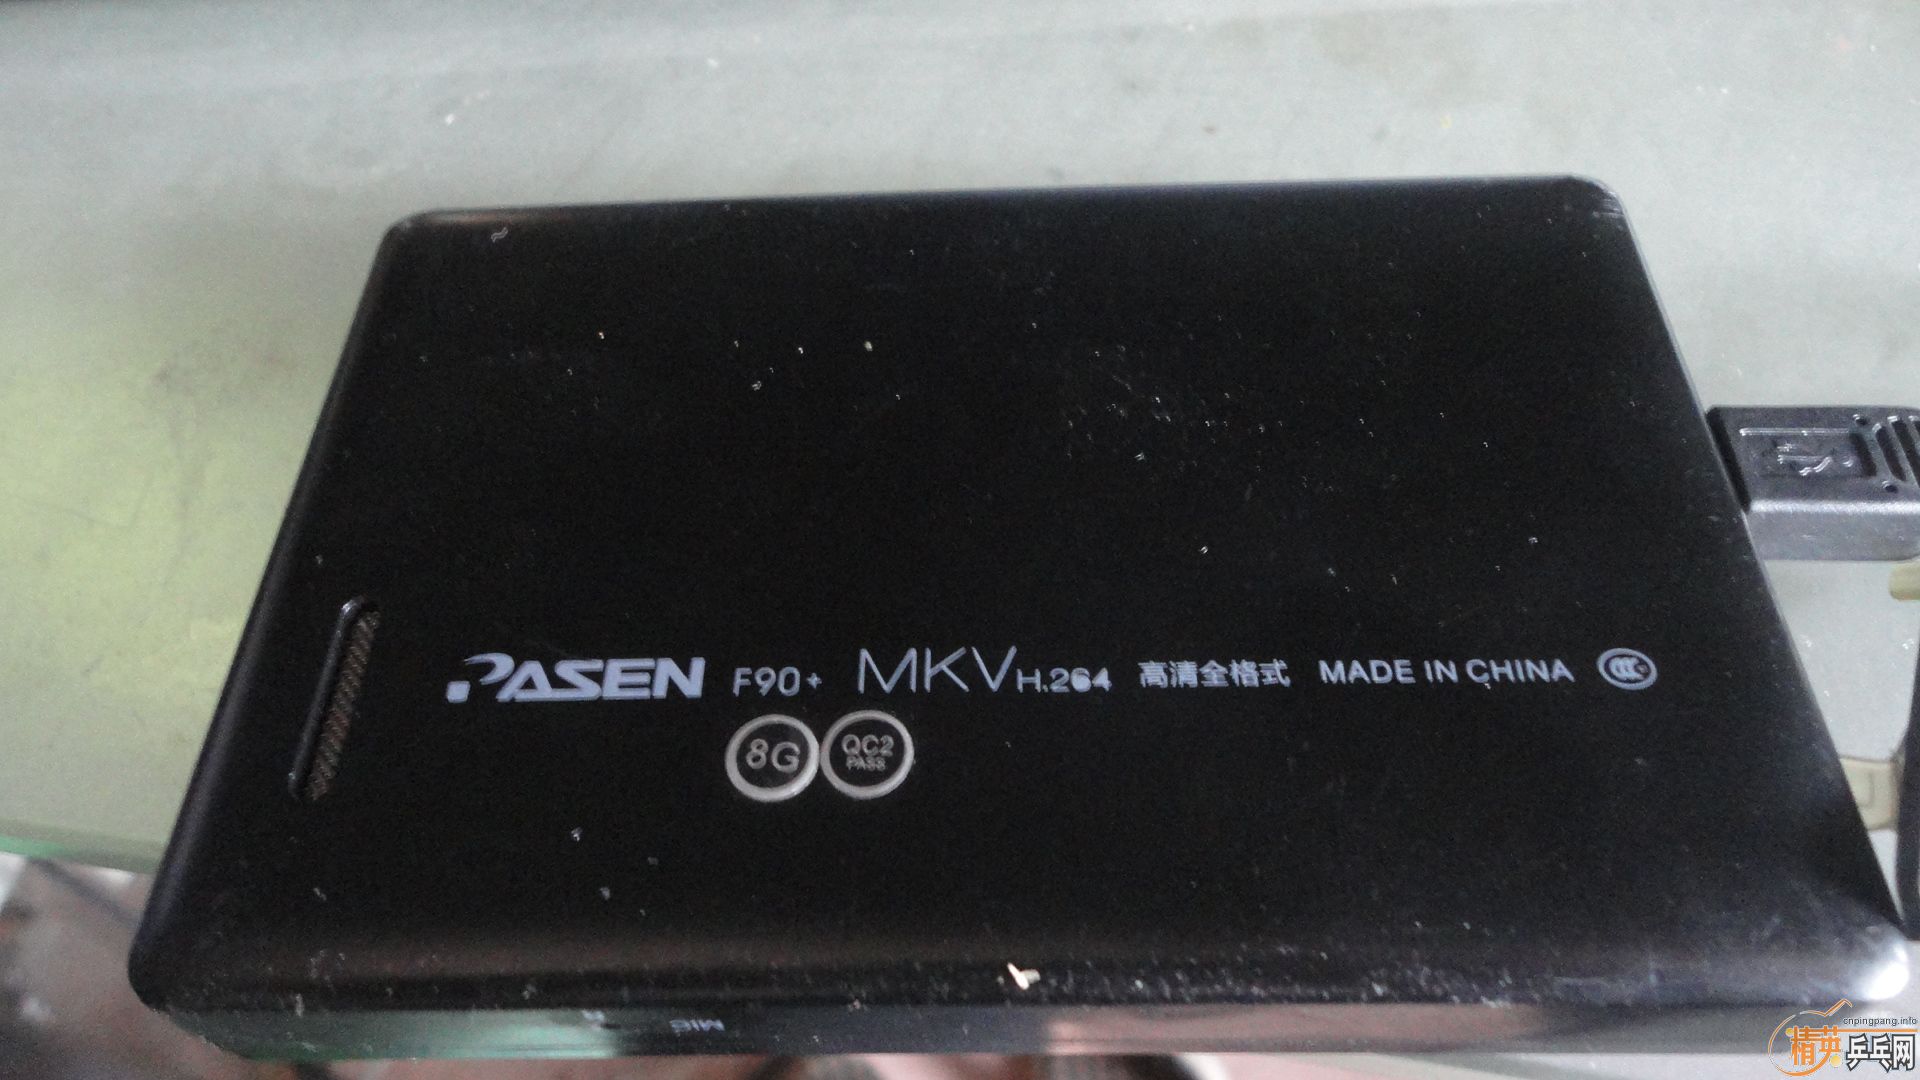 PASEN F90+ MKV H.264 高清全格式 MADE IN CHINA CCC
8G QC2
PASS
MIC
cnpingpang.info
精英乒乓网